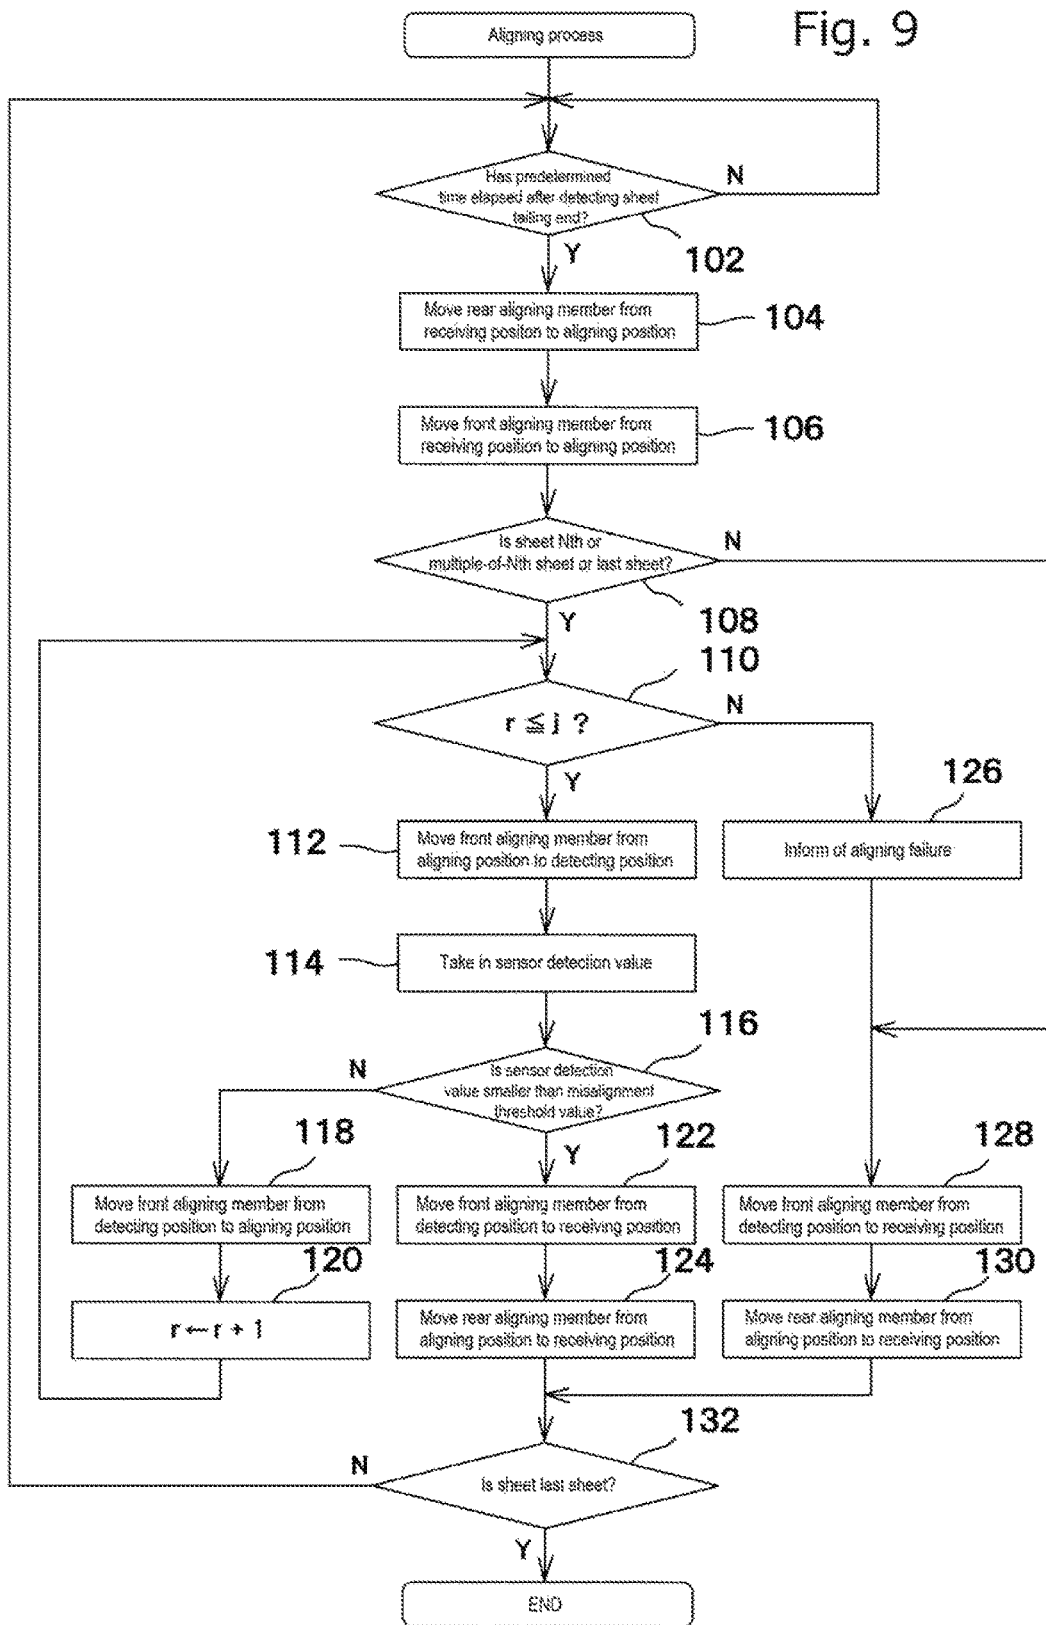 Fig. 9
Aligning process
Has predetermined
time elapsed after detecting sheet
tailing end?
N
Y
102
Move rear aligning member from
receiving positon to aligning position
104
Move front aligning member from
receiving position to aligning position
106
Is sheet Nth or
multiple-of-Nth sheet or last sheet?
N
Y
108
110
r ≦ j ?
N
Y
126
112
Move front aligning member from
aligning position to detecting position
Inform of aligning failure
114
Take in sensor detection value
116
N
Is sensor detection
value smaller than misalignment
threshold value?
118
Y
122
128
Move front aligning member from
detecting position to aligning position
Move front aligning member from
detecting position to receiving position
Move front aligning member from
detecting position to receiving position
120
124
130
r ← r + 1
Move rear aligning member from
aligning position to receiving position
Move rear aligning member from
aligning position to receiving position
132
N
Is sheet last sheet?
Y
END